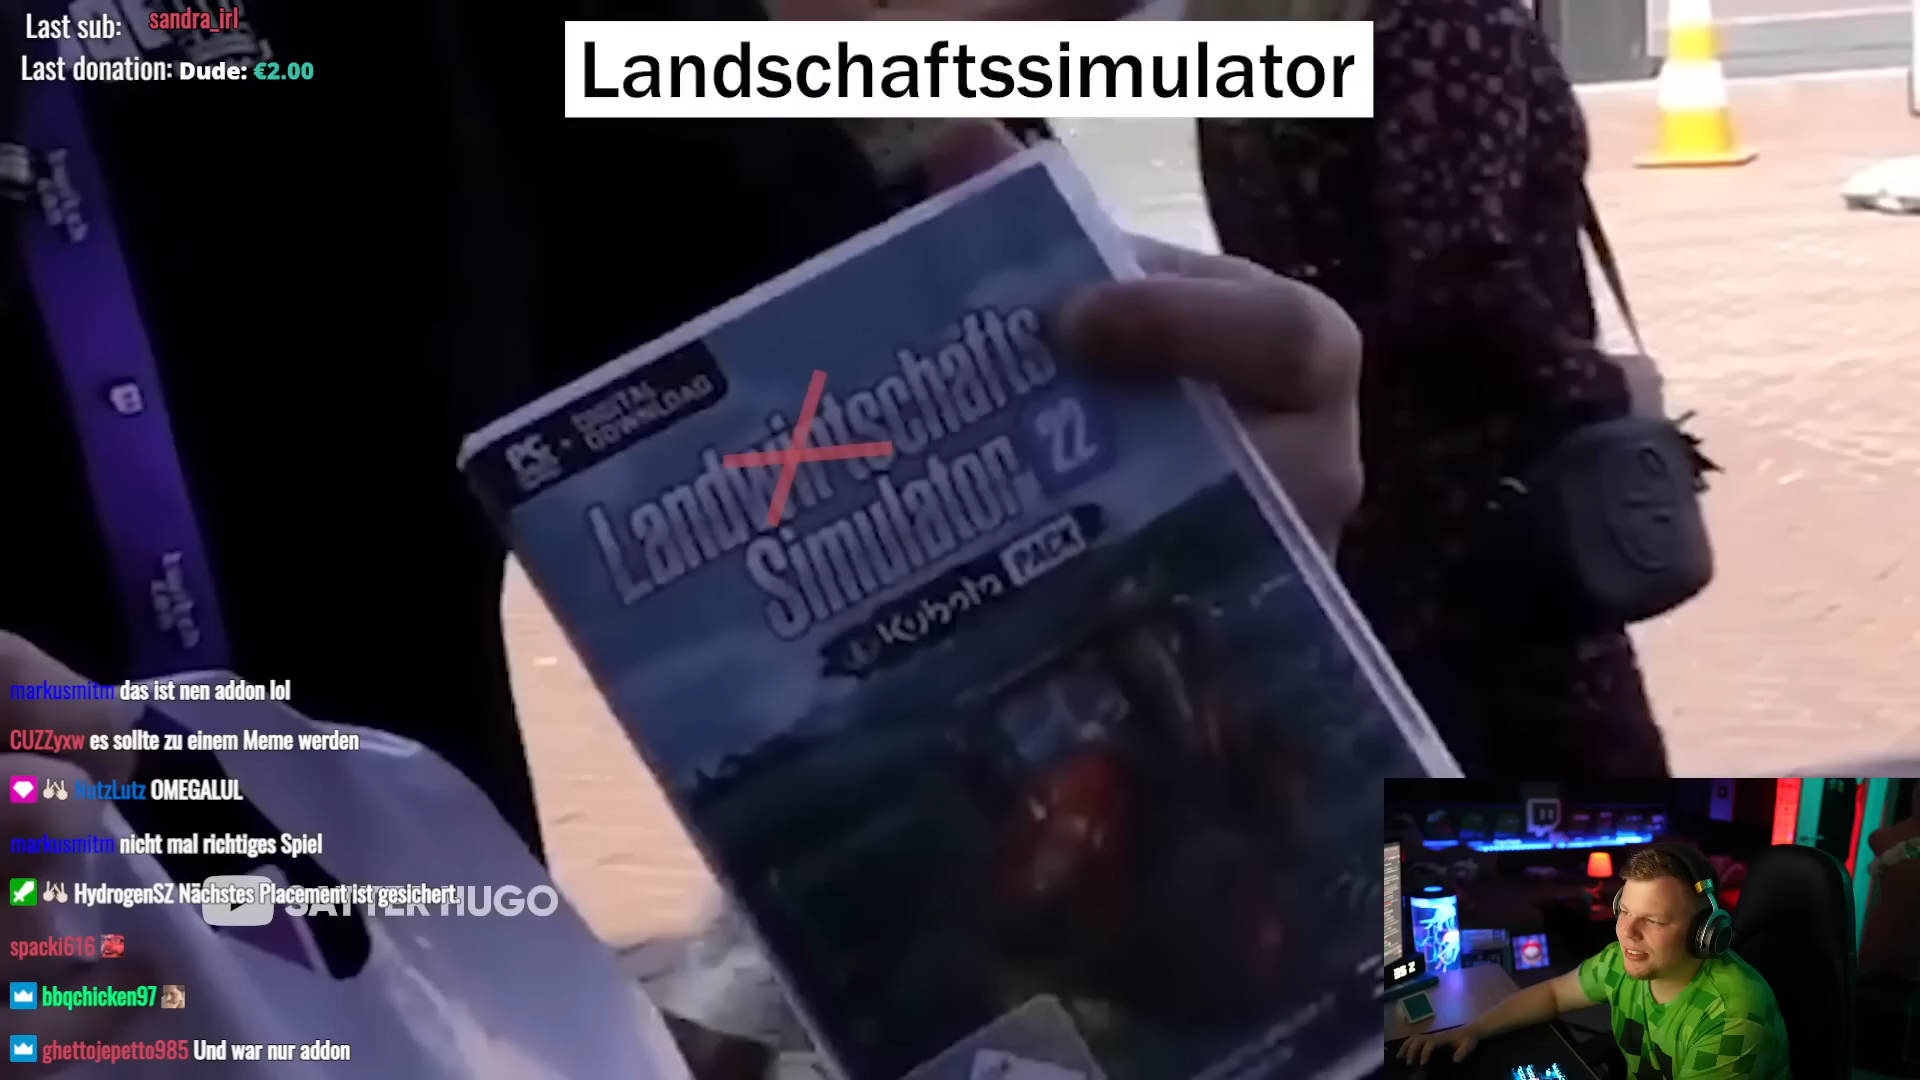 Last sub: sandra_irl
Last donation: Dude: €2.00
Landschaftssimulator
PC
DIGITAL
DOWNLOAD
Landwirtschafts
Simulator 22
Kubota PACK
markusmitm das ist nen addon lol
CUZZyxw es sollte zu einem Meme werden
NutzLutz OMEGALUL
markusmitm nicht mal richtiges Spiel
HydrogenSZ Nächstes Placement ist gesichert.
SATTER HUGO
spacki616
bbqchicken97
ghettojepetto985 Und war nur addon